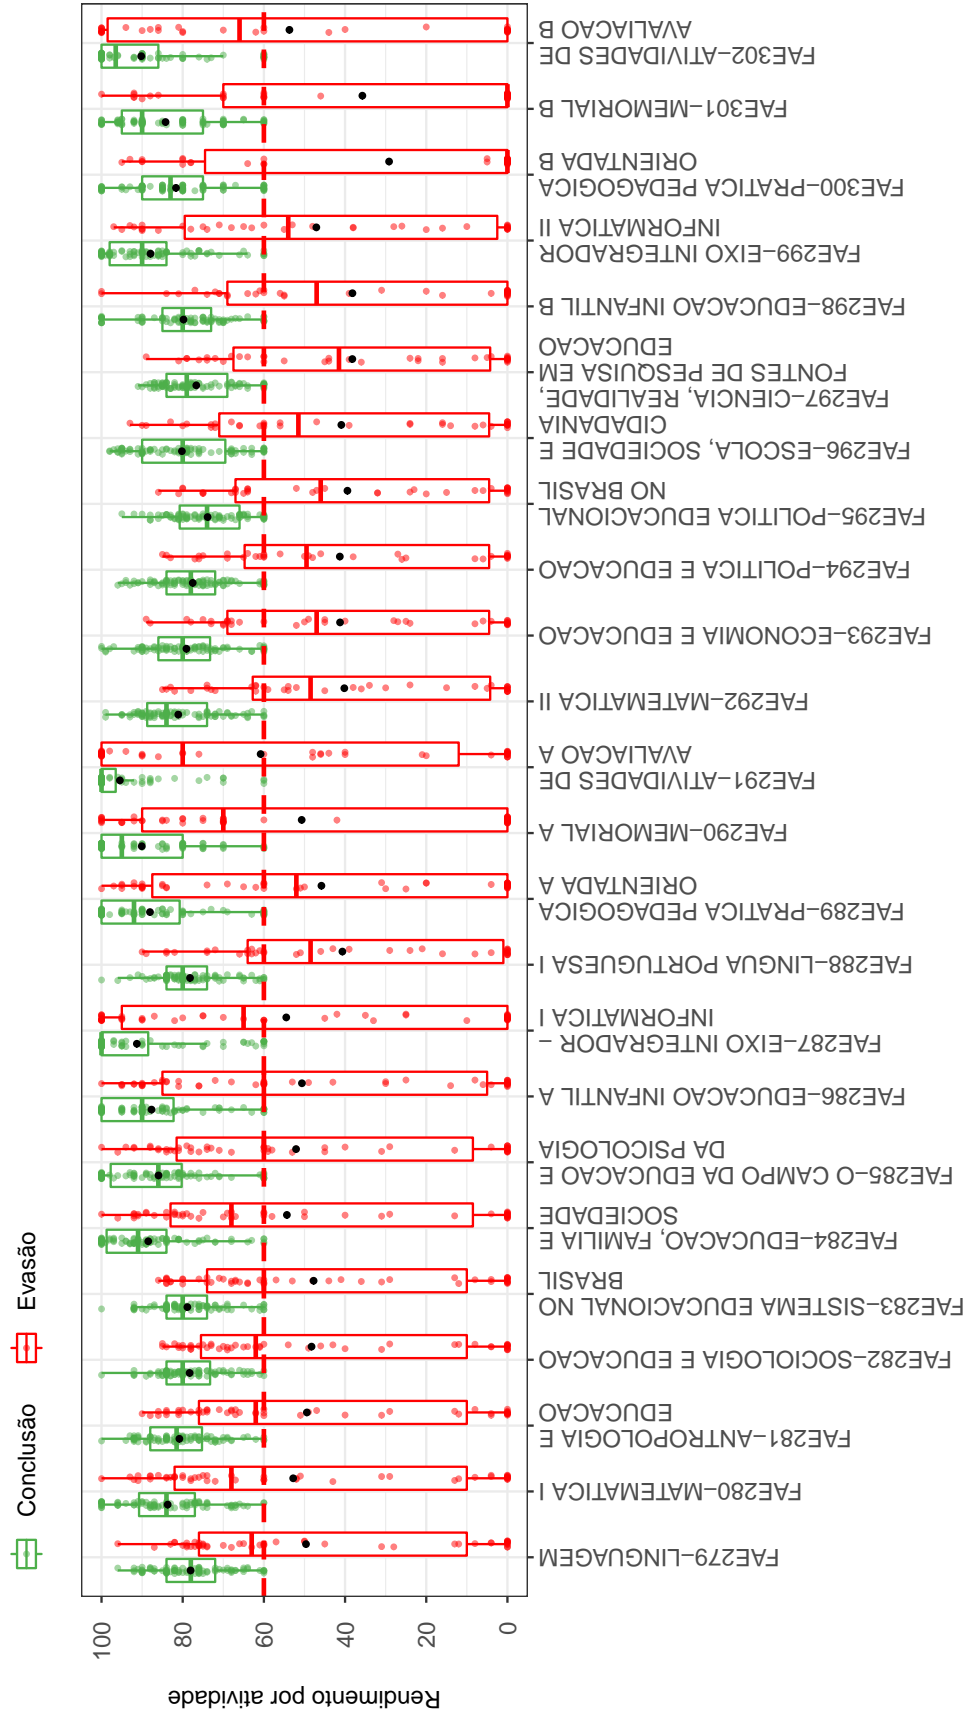 Conclusão
Evasão
Rendimento por atividade
0
20
40
60
80
100
FAE279−LINGUAGEM
FAE280−MATEMATICA I
FAE281−ANTROPOLOGIA E
EDUCACAO
FAE282−SOCIOLOGIA E EDUCACAO
FAE283−SISTEMA EDUCACIONAL NO
BRASIL
FAE284−EDUCACAO, FAMILIA E
SOCIEDADE
FAE285−O CAMPO DA EDUCACAO E
DA PSICOLOGIA
FAE286−EDUCACAO INFANTIL A
FAE287−EIXO INTEGRADOR −
INFORMATICA I
FAE288−LINGUA PORTUGUESA I
FAE289−PRATICA PEDAGOGICA
ORIENTADA A
FAE290−MEMORIAL A
FAE291−ATIVIDADES DE
AVALIACAO A
FAE292−MATEMATICA II
FAE293−ECONOMIA E EDUCACAO
FAE294−POLITICA E EDUCACAO
FAE295−POLITICA EDUCACIONAL
NO BRASIL
FAE296−ESCOLA, SOCIEDADE E
CIDADANIA
FAE297−CIENCIA, REALIDADE,
FONTES DE PESQUISA EM
EDUCACAO
FAE298−EDUCACAO INFANTIL B
FAE299−EIXO INTEGRADOR
INFORMATICA II
FAE300−PRATICA PEDAGOGICA
ORIENTADA B
FAE301−MEMORIAL B
FAE302−ATIVIDADES DE
AVALIACAO B